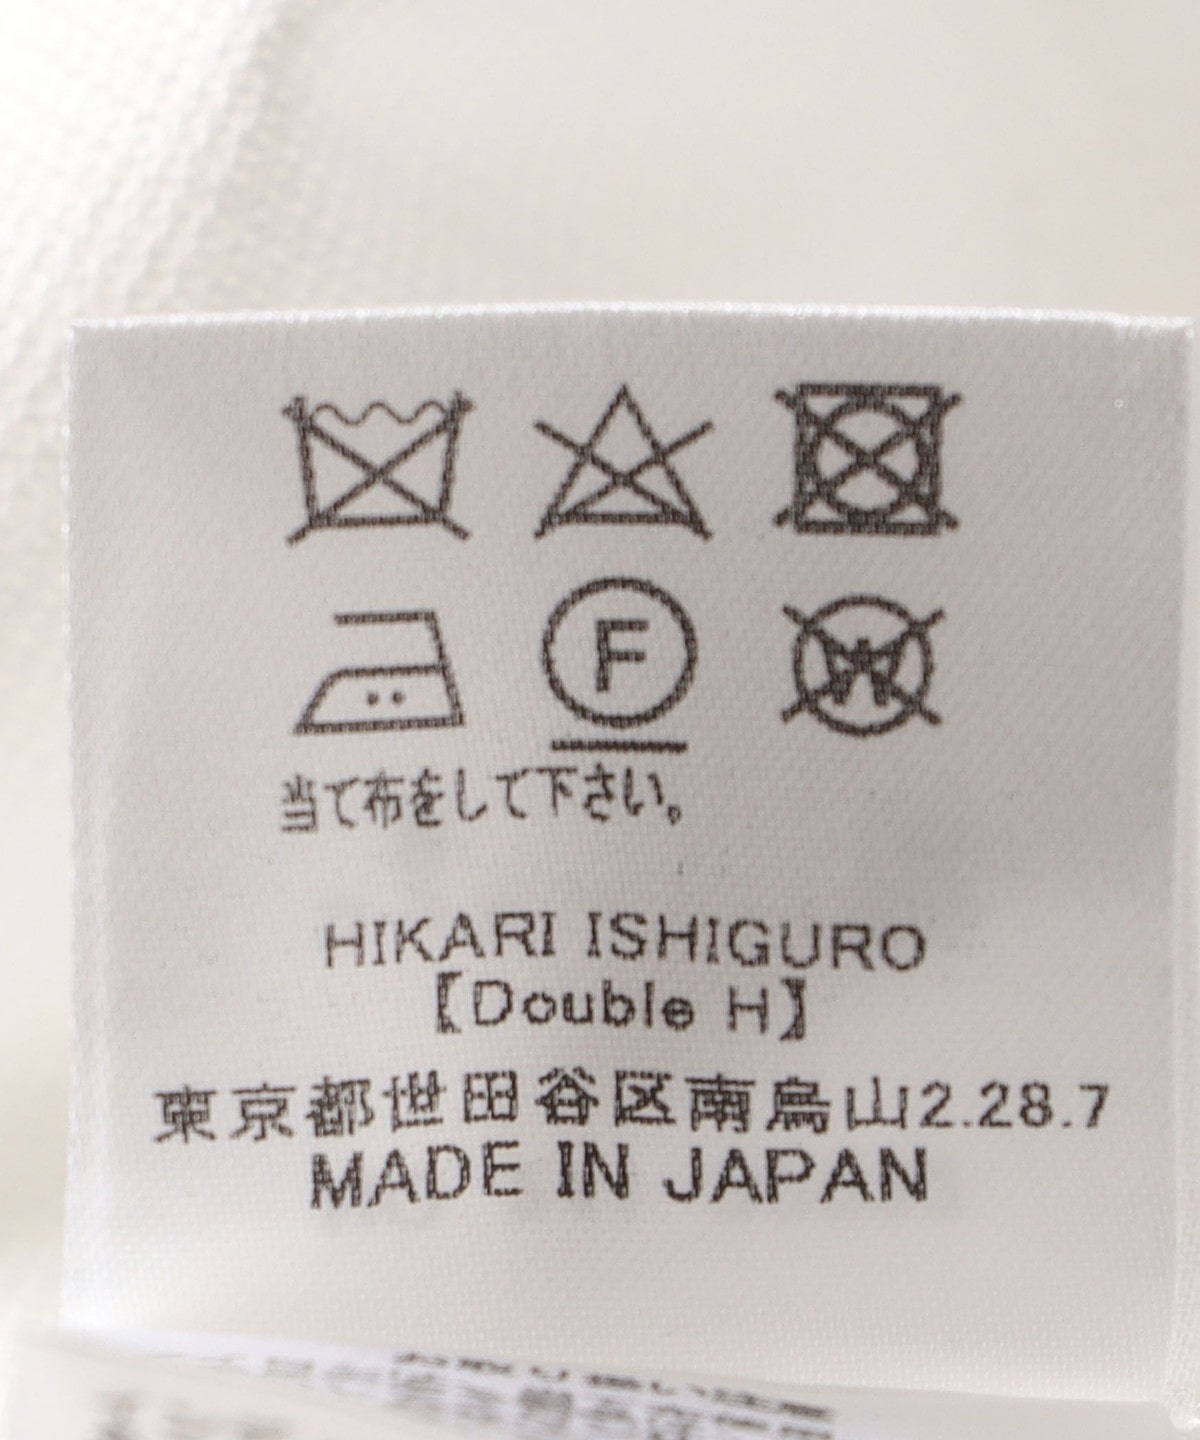 F
W
当て布をして下さい。
HIKARI ISHIGURO
【Double H】
東京都世田谷区南烏山2.28.7
MADE IN JAPAN